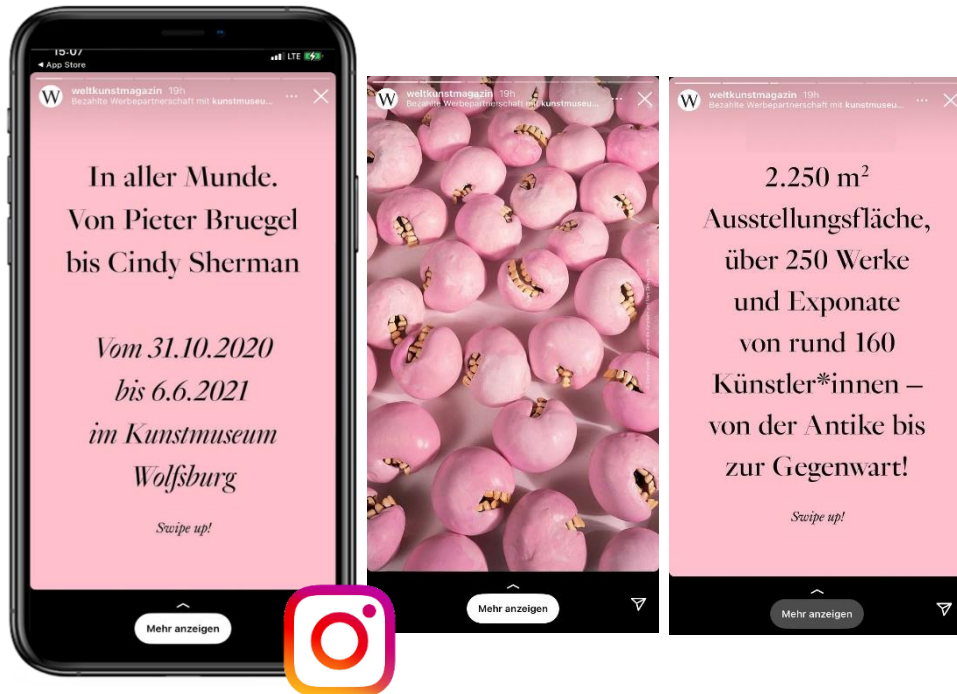 15:07
LTE
App Store
W
weltkunstmagazin 19h
Bezahlte Werbepartnerschaft mit kunstmuseu...
In aller Munde.
Von Pieter Bruegel
bis Cindy Sherman
Vom 31.10.2020
bis 6.6.2021
im Kunstmuseum
Wolfsburg
Swipe up!
Mehr anzeigen
W
weltkunstmagazin 19h
Bezahlte Werbepartnerschaft mit kunstmuseu...
Mehr anzeigen
W
weltkunstmagazin 19h
Bezahlte Werbepartnerschaft mit kunstmuseu...
2.250 m²
Ausstellungsfläche,
über 250 Werke
und Exponate
von rund 160
Künstler*innen –
von der Antike bis
zur Gegenwart!
Swipe up!
Mehr anzeigen